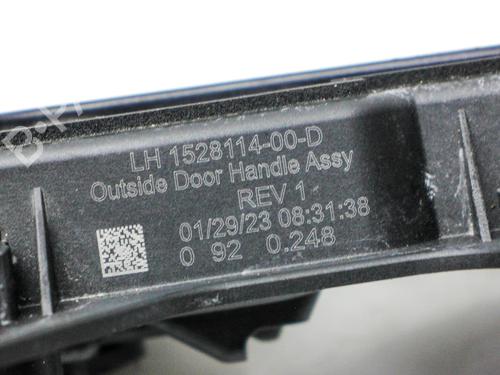 LH 1528114-00-D
Outside Door Handle Assy
REV 1
01/29/23 08:31:38
0 92 0.248